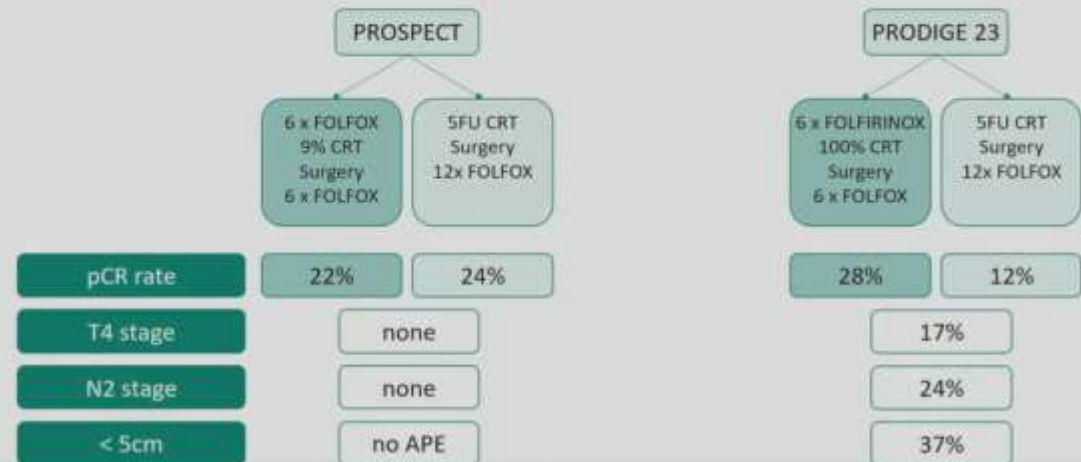 PROSPECT
PRODIGE 23
6 x FOLFOX
9% CRT
Surgery
6 x FOLFOX
5FU CRT
Surgery
12x FOLFOX
6 x FOLFIRINOX
100% CRT
Surgery
6 x FOLFOX
5FU CRT
Surgery
12x FOLFOX
pCR rate
22%
24%
28%
12%
T4 stage
none
17%
N2 stage
none
24%
< 5cm
no APE
37%